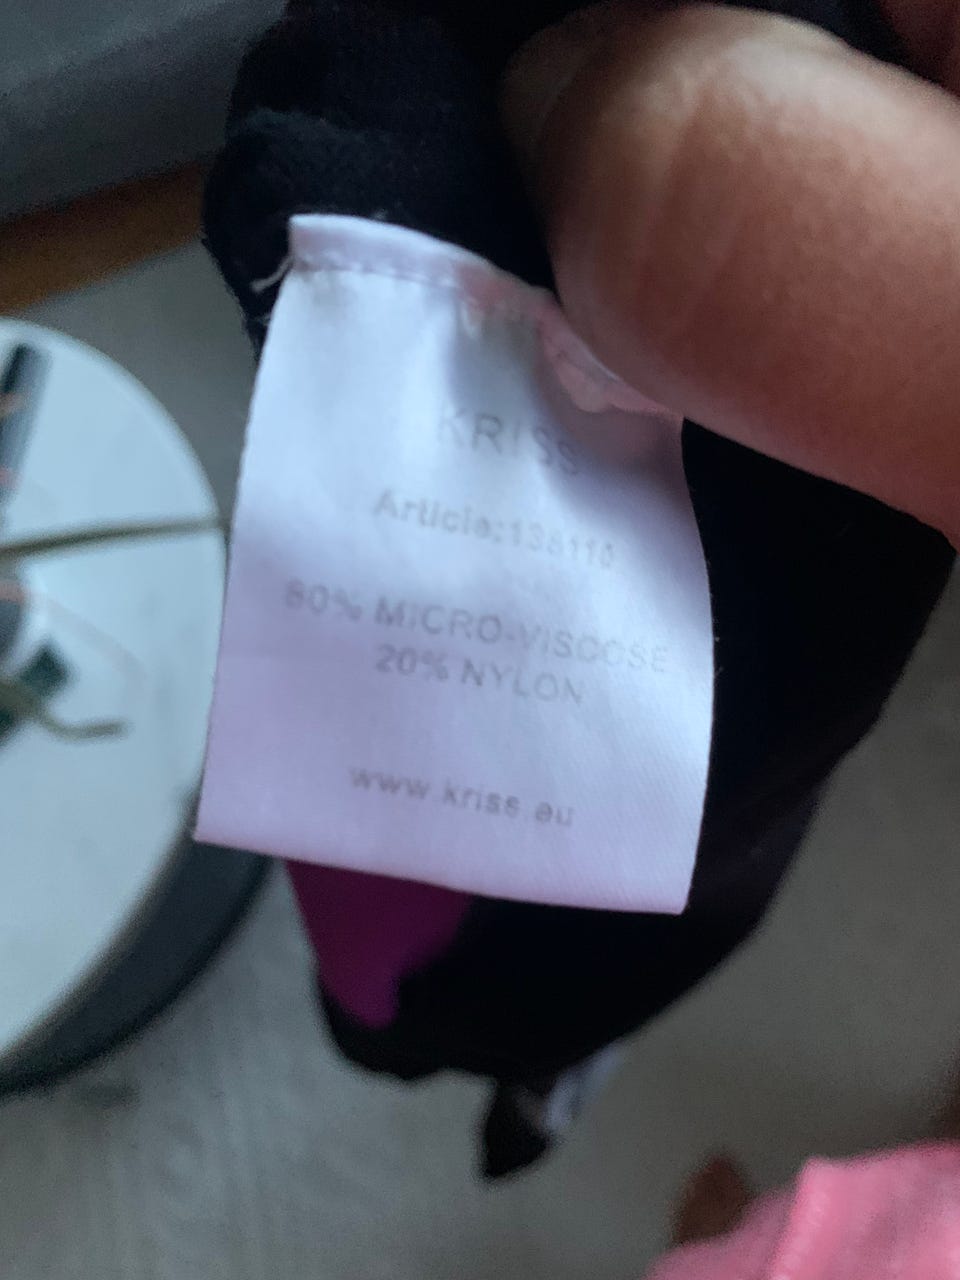 KRISS
Article:138110
80% MICRO-VISCOSE
20% NYLON
www.kriss.eu